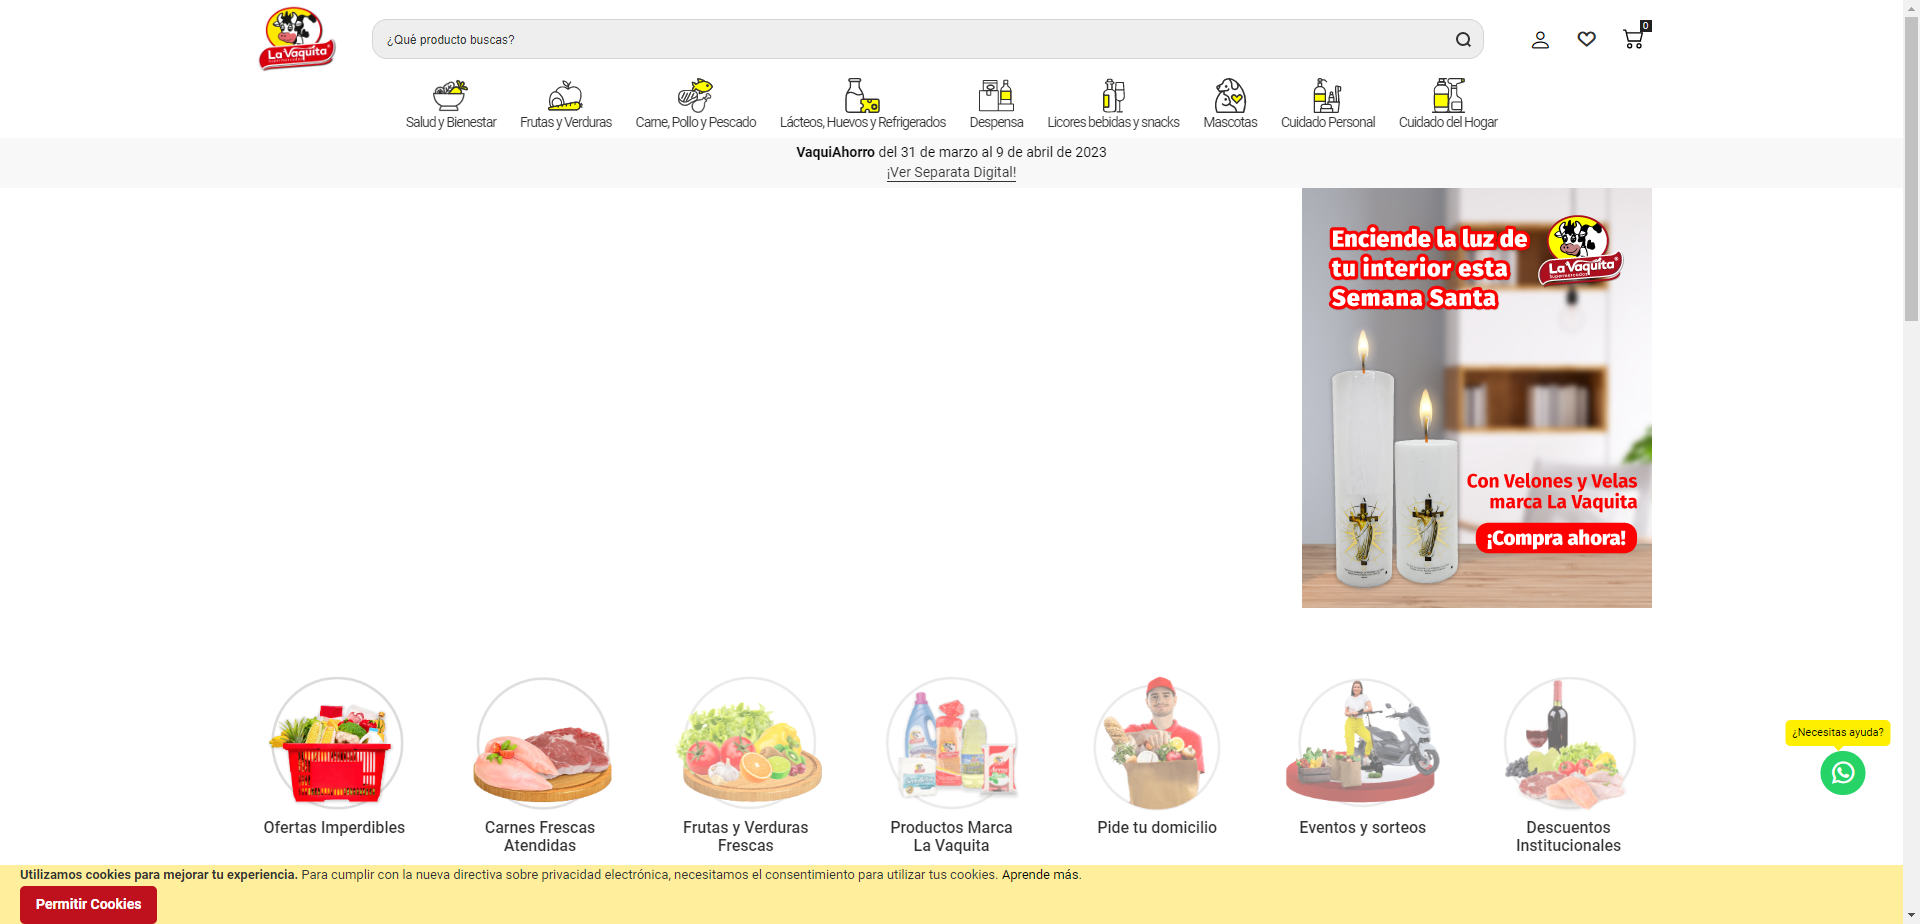 La Vaquita
Supermercados
¿Qué producto buscas?
0
Salud y Bienestar
Frutas y Verduras
Carne, Pollo y Pescado
Lácteos, Huevos y Refrigerados
Despensa
Licores bebidas y snacks
Mascotas
Cuidado Personal
Cuidado del Hogar
VaquiAhorro del 31 de marzo al 9 de abril de 2023
¡Ver Separata Digital!
Enciende la luz de
tu interior esta
Semana Santa
La Vaquita
Supermercados
Con Velones y Velas
marca La Vaquita
¡Compra ahora!
Ofertas Imperdibles
Carnes Frescas
Atendidas
Frutas y Verduras
Frescas
Productos Marca
La Vaquita
Pide tu domicilio
Eventos y sorteos
Descuentos
Institucionales
¿Necesitas ayuda?
Utilizamos cookies para mejorar tu experiencia. Para cumplir con la nueva directiva sobre privacidad electrónica, necesitamos el consentimiento para utilizar tus cookies. Aprende más.
Permitir Cookies